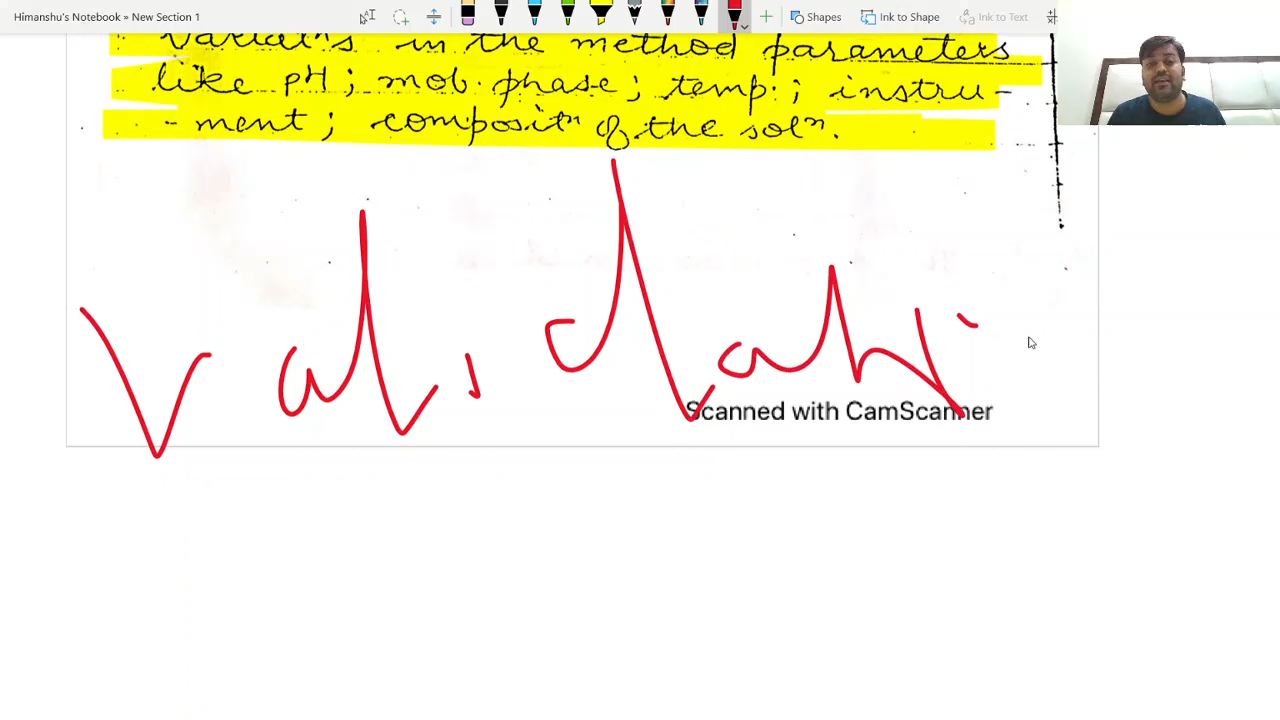 Himanshu's Notebook » New Section 1
Shapes
Ink to Shape
Ink to Text
Variatⁿs in the method parameters
like pH; mob. phase; temp.; instru-
-ment; compositⁿ of the solⁿ.
Scanned with CamScanner